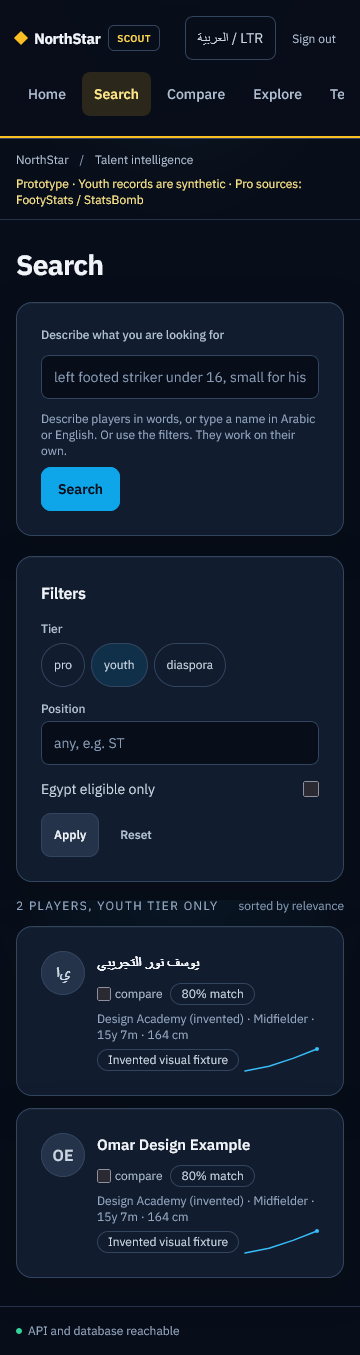 NorthStar SCOUT العربية / LTR Sign out
Home Search Compare Explore Te
NorthStar / Talent intelligence
Prototype · Youth records are synthetic · Pro sources:
FootyStats / StatsBomb
Search
Describe what you are looking for
left footed striker under 16, small for his
Describe players in words, or type a name in Arabic
or English. Or use the filters. They work on their
own.
Search
Filters
Tier
pro youth diaspora
Position
any, e.g. ST
Egypt eligible only
Apply Reset
2 PLAYERS, YOUTH TIER ONLY sorted by relevance
يوسف نور التجريبي
compare 80% match
Design Academy (invented) · Midfielder ·
15y 7m · 164 cm
Invented visual fixture
OE Omar Design Example
compare 80% match
Design Academy (invented) · Midfielder ·
15y 7m · 164 cm
Invented visual fixture
API and database reachable